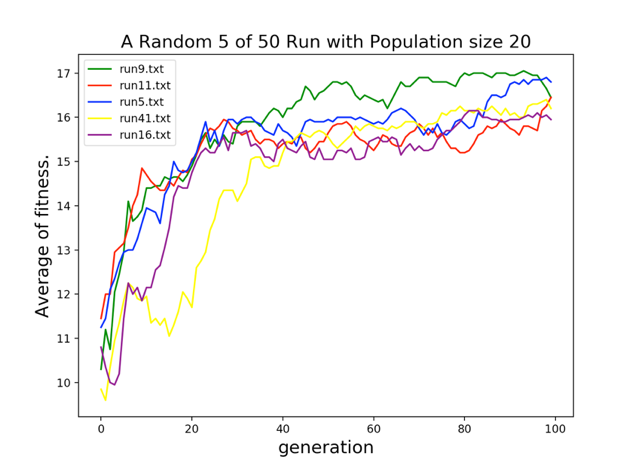 A Random 5 of 50 Run with Population size 20
run9.txt
run11.txt
run5.txt
run41.txt
run16.txt
17
16
15
14
13
12
11
10
Average of fitness.
0 20 40 60 80 100
generation